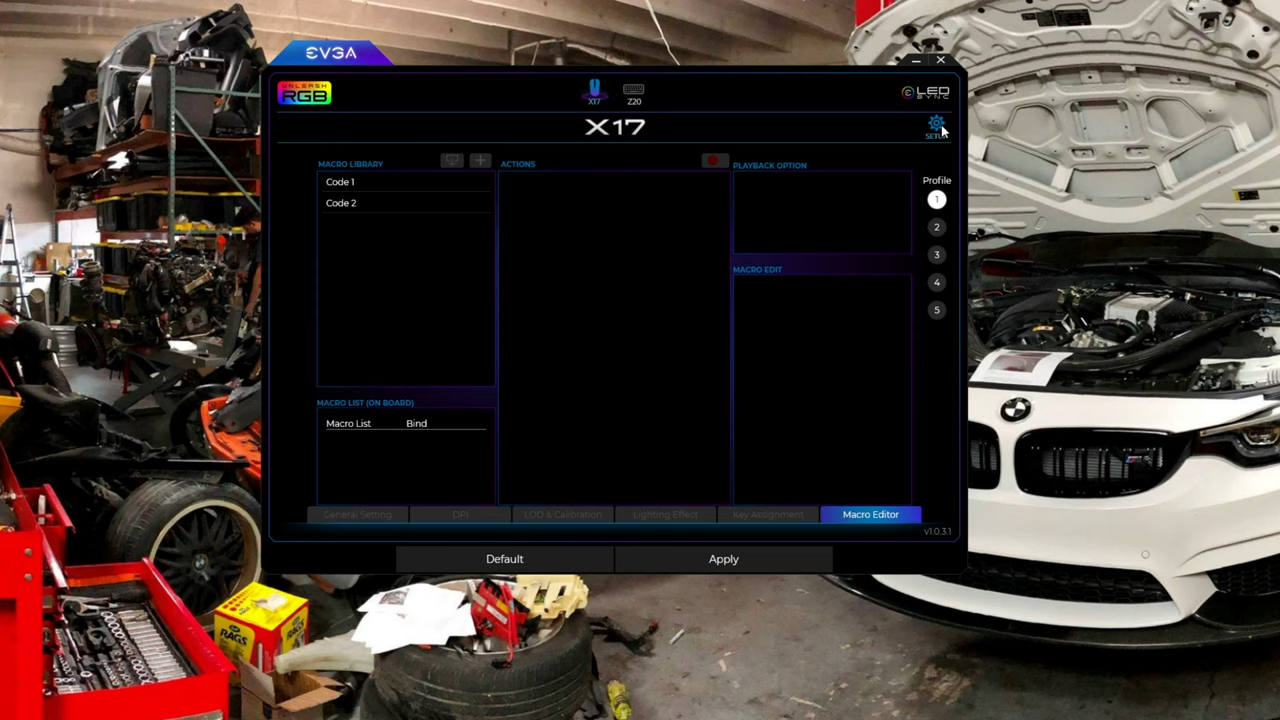 EVGA
UNLEASH
RGB
X17
Z20
LED
SYNC
X17
SETUP
MACRO LIBRARY
ACTIONS
PLAYBACK OPTION
Code 1
Code 2
Profile
1
2
3
4
5
MACRO EDIT
MACRO LIST (ON BOARD)
Macro List Bind
General Setting
DPI
LOD & Calibration
Lighting Effect
Key Assignment
Macro Editor
v1.0.3.1
Default
Apply
RAGS
RAGS